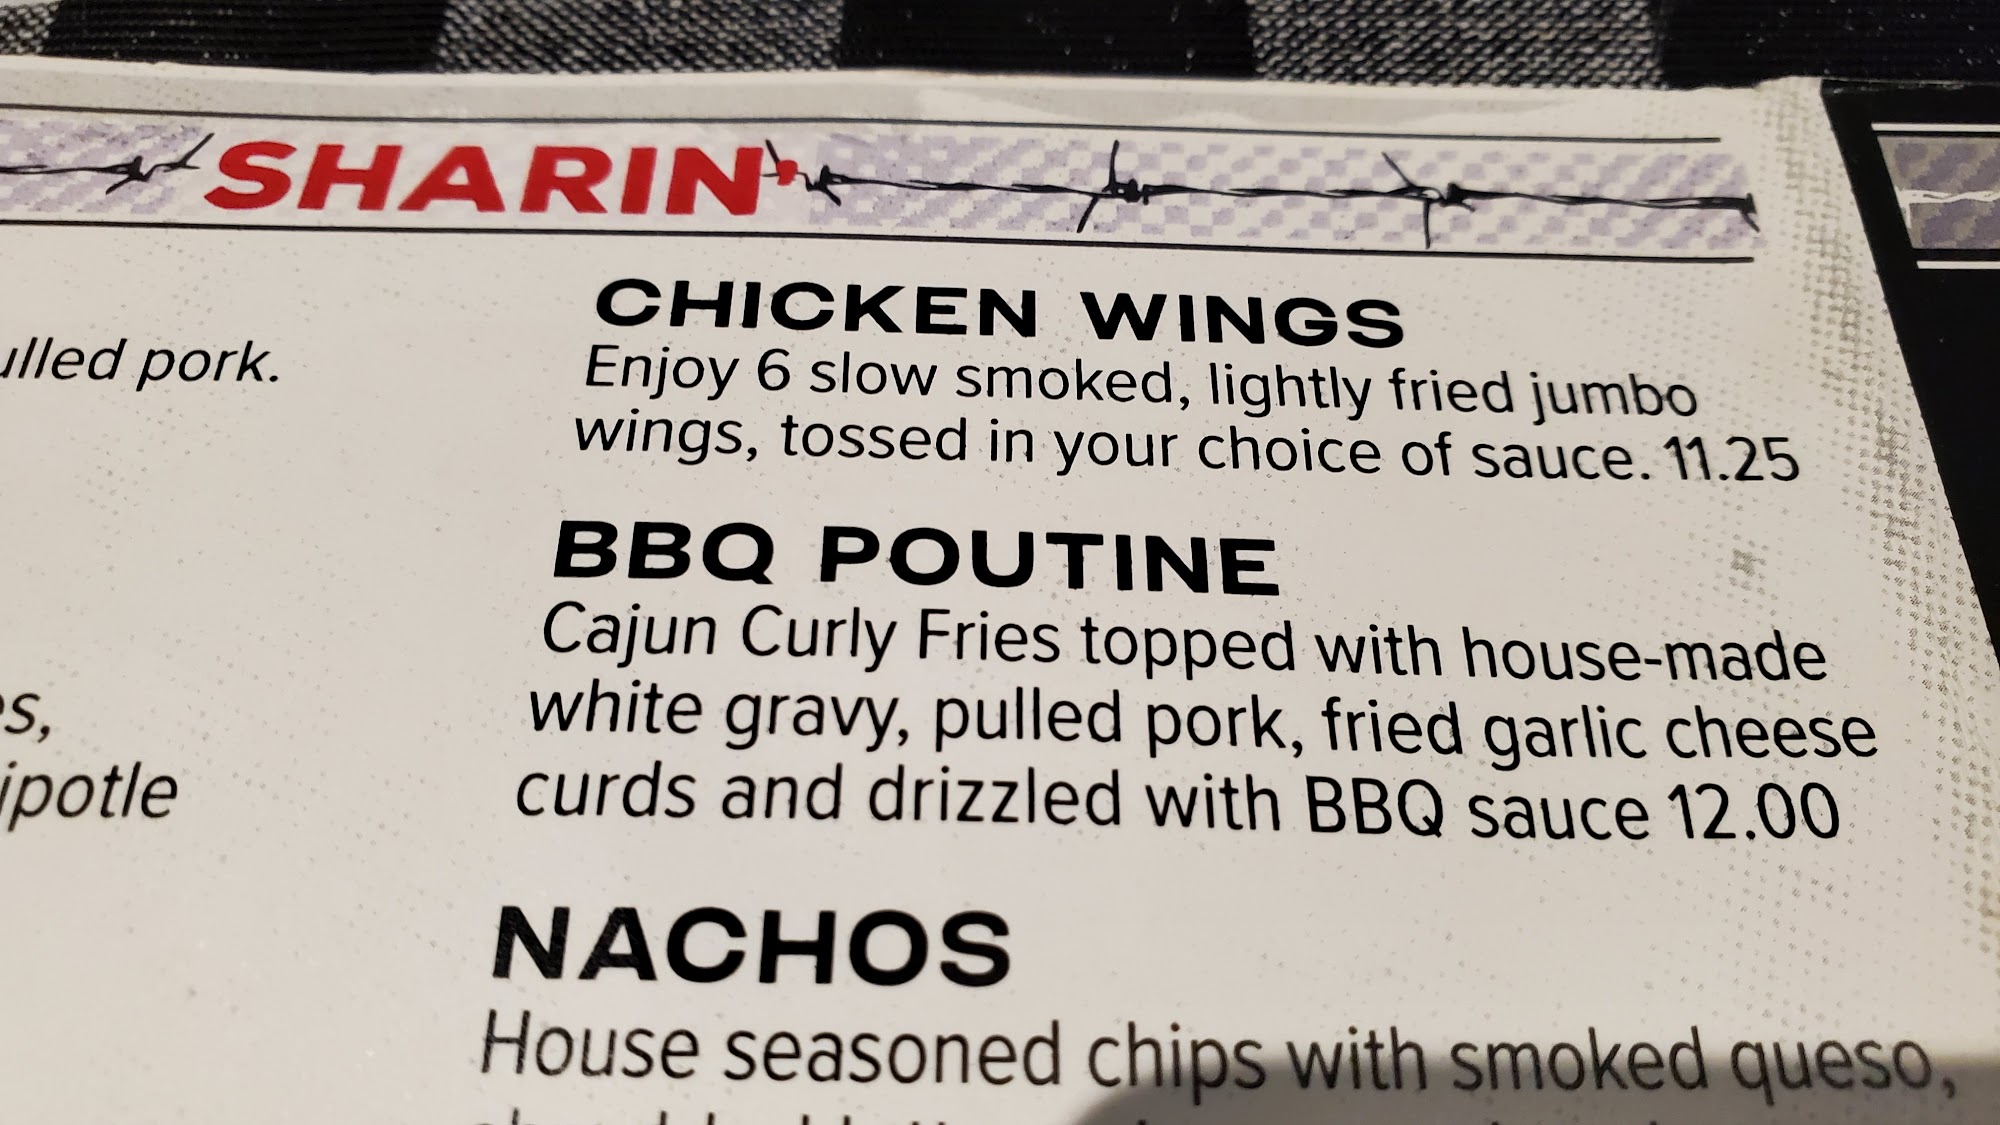 SHARIN'
pork.
chipotle
CHICKEN WINGS
Enjoy 6 slow smoked, lightly fried jumbo
wings, tossed in your choice of sauce. 11.25
BBQ POUTINE
Cajun Curly Fries topped with house-made
white gravy, pulled pork, fried garlic cheese
curds and drizzled with BBQ sauce 12.00
NACHOS
House seasoned chips with smoked queso,